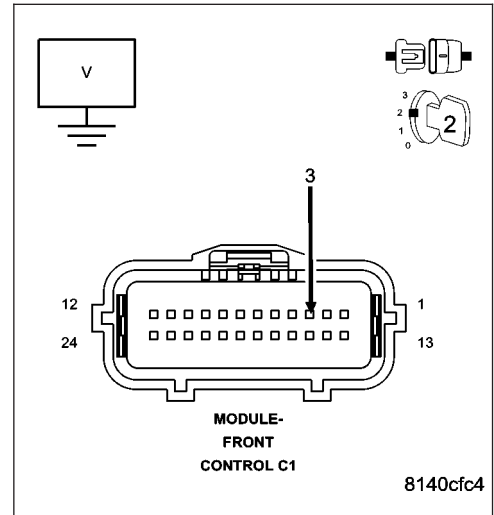 V
3
2
1
0
2
3
12
1
24
13
MODULE-
FRONT
CONTROL C1
8140cfc4